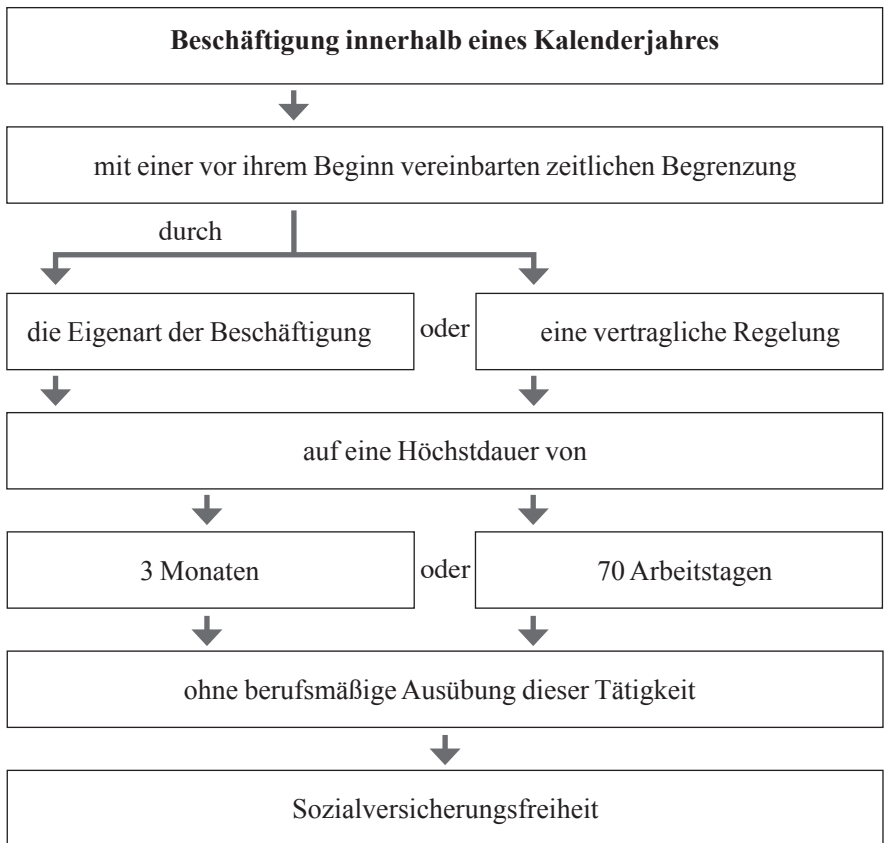 Beschäftigung innerhalb eines Kalenderjahres
mit einer vor ihrem Beginn vereinbarten zeitlichen Begrenzung
durch
die Eigenart der Beschäftigung
oder
eine vertragliche Regelung
auf eine Höchstdauer von
3 Monaten
oder
70 Arbeitstagen
ohne berufsmäßige Ausübung dieser Tätigkeit
Sozialversicherungsfreiheit